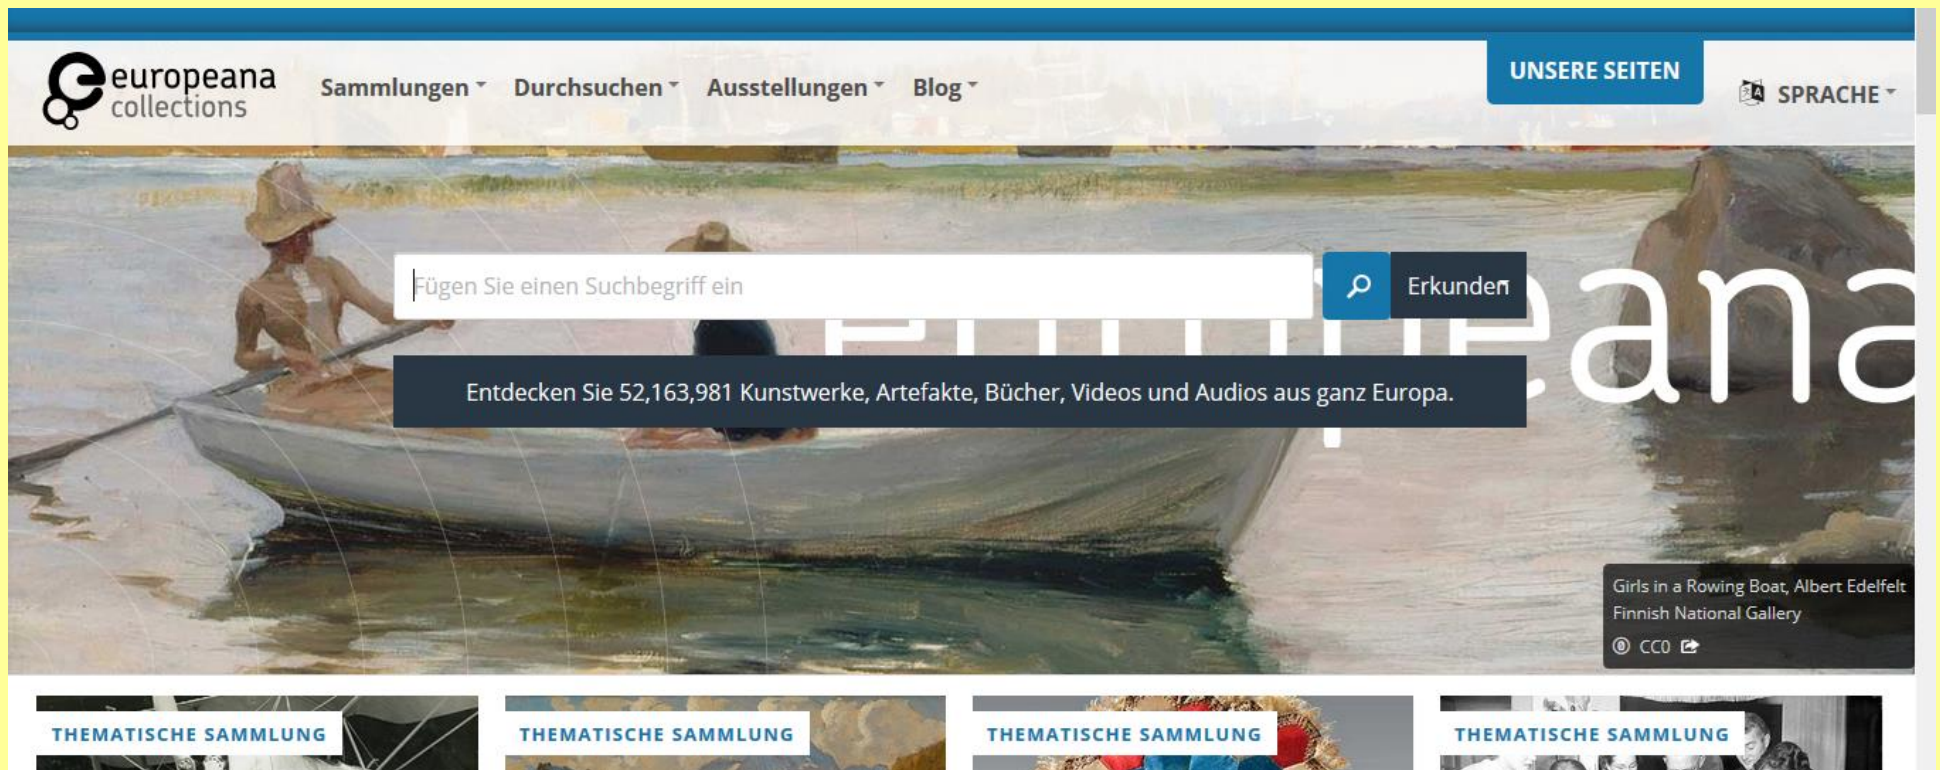 europeana
collections
Sammlungen
Durchsuchen
Ausstellungen
Blog
UNSERE SEITEN
SPRACHE
Fügen Sie einen Suchbegriff ein
Erkunden
europeana
Entdecken Sie 52,163,981 Kunstwerke, Artefakte, Bücher, Videos und Audios aus ganz Europa.
Girls in a Rowing Boat, Albert Edelfelt
Finnish National Gallery
CC0
THEMATISCHE SAMMLUNG
THEMATISCHE SAMMLUNG
THEMATISCHE SAMMLUNG
THEMATISCHE SAMMLUNG